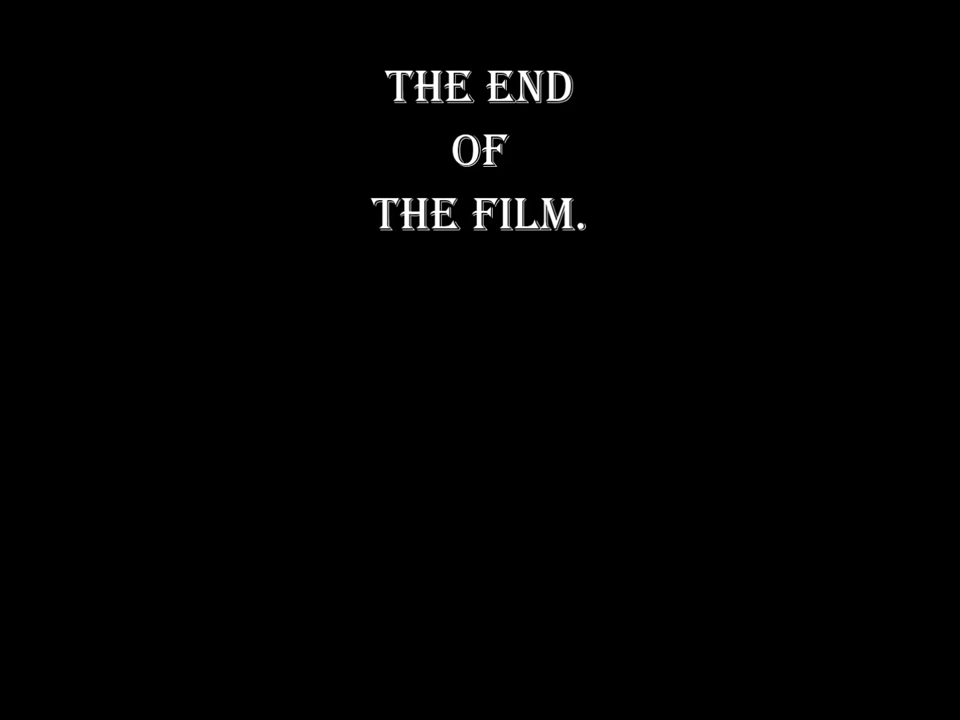 THE END
OF
THE FILM.